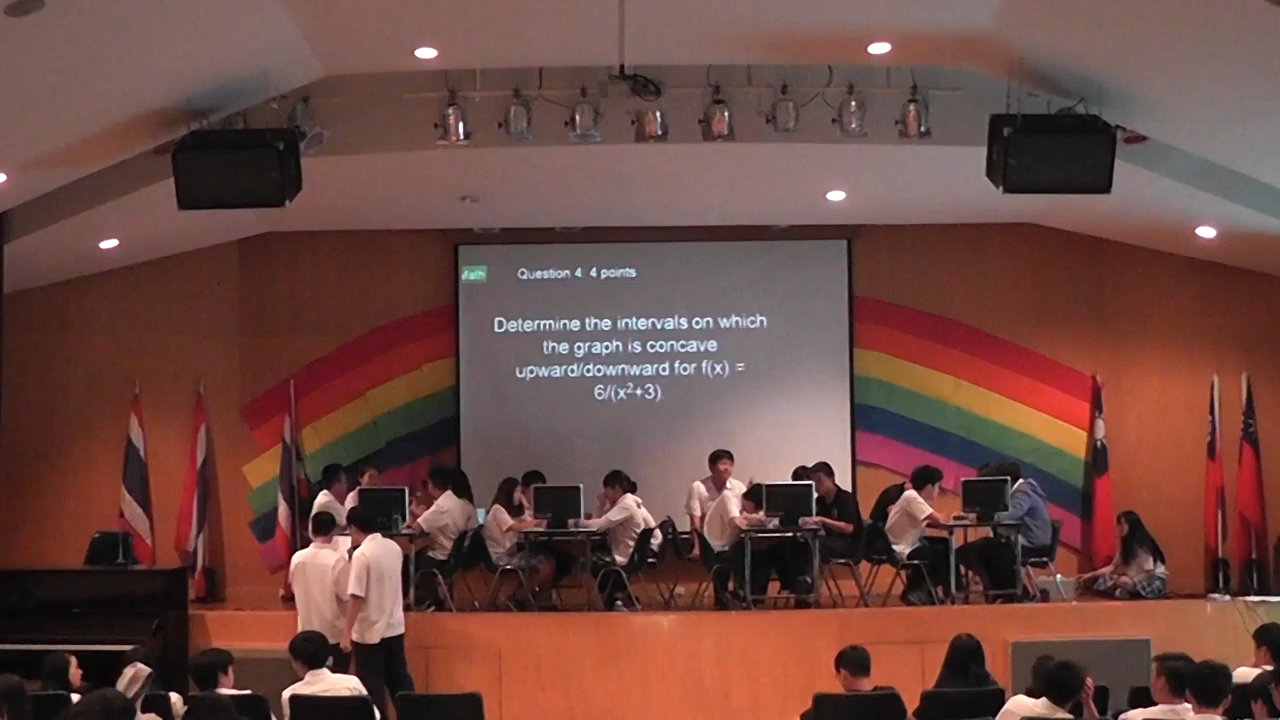 Math
Question 4: 4 points
Determine the intervals on which
the graph is concave
upward/downward for f(x) =
6/(x²+3).